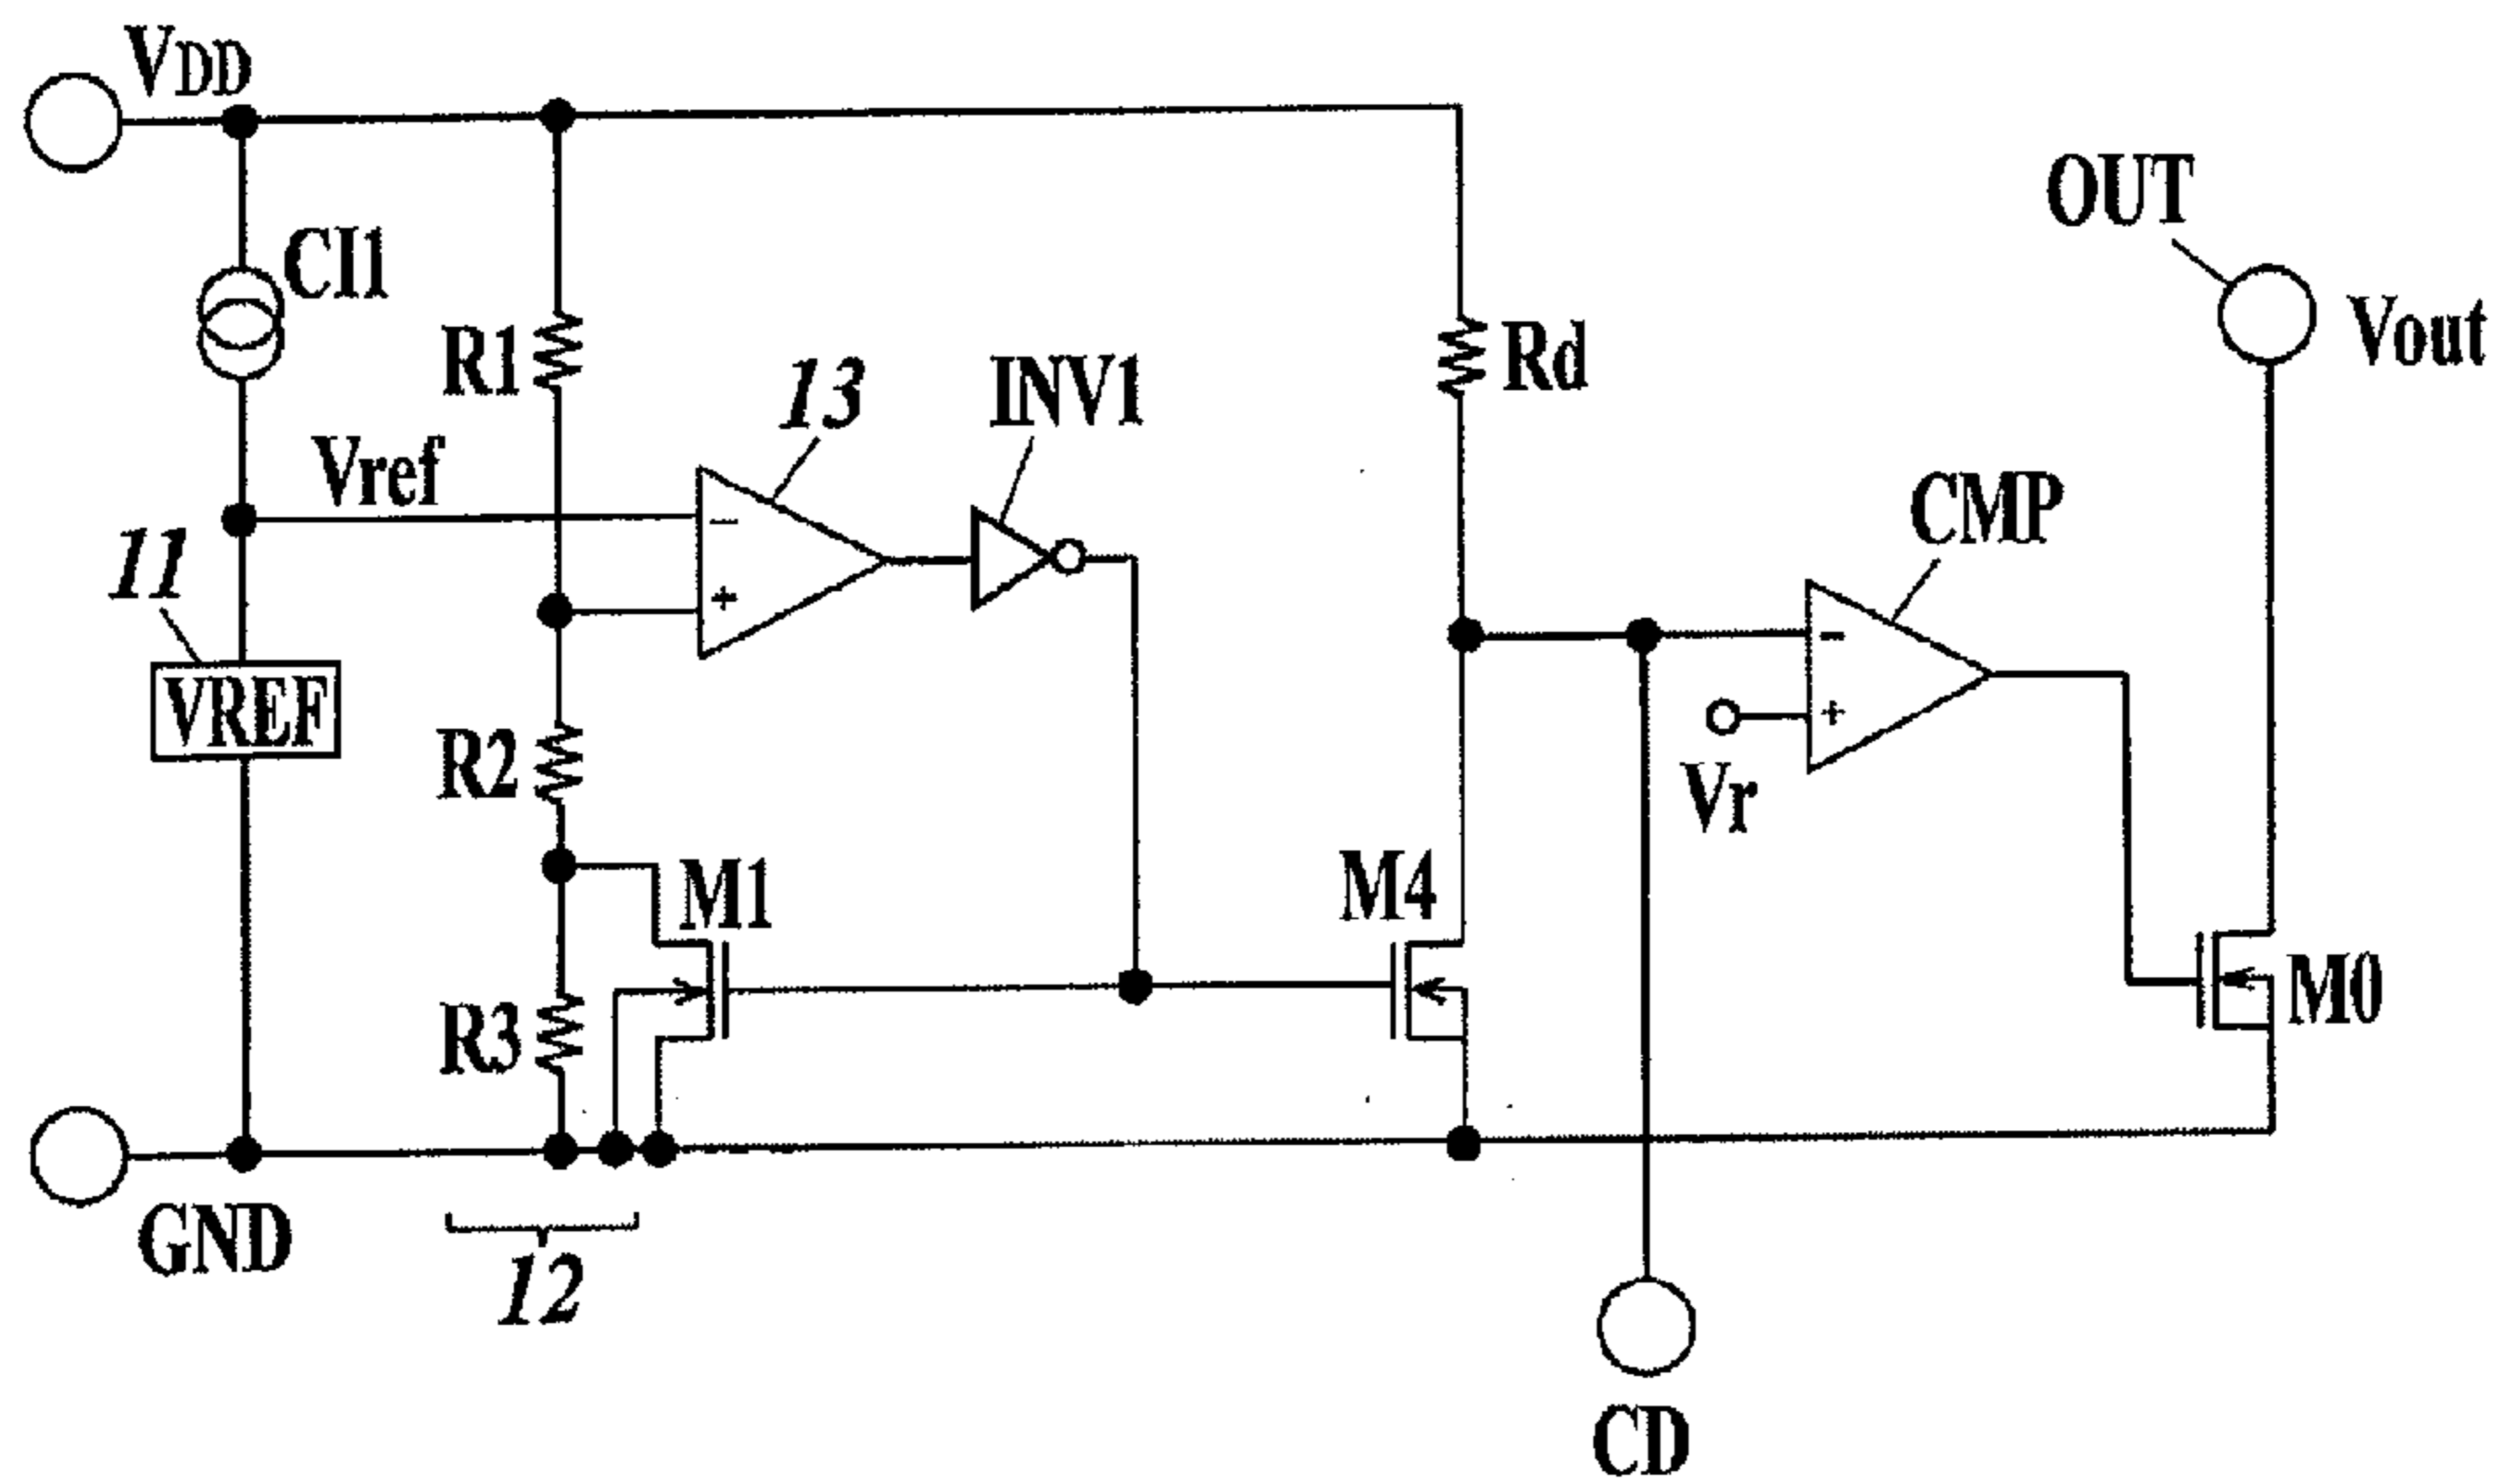 VDD
OUT
CI1
Vout
R1
13
INV1
Rd
Vref
CMP
11
-
+
-
+
VREF
R2
Vr
M1
M4
M0
R3
GND
12
CD